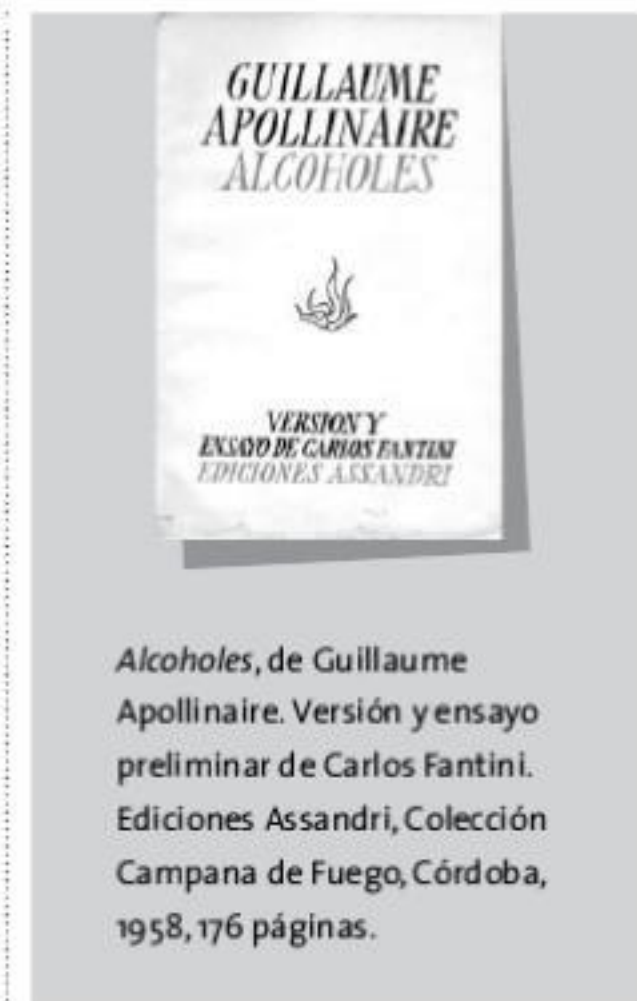 GUILLAUME
APOLLINAIRE
ALCOHOLES
VERSION Y
ENSAYO DE CARLOS FANTINI
EDICIONES ASSANDRI
Alcoholes, de Guillaume
Apollinaire. Versión y ensayo
preliminar de Carlos Fantini.
Ediciones Assandri, Colección
Campana de Fuego, Córdoba,
1958, 176 páginas.